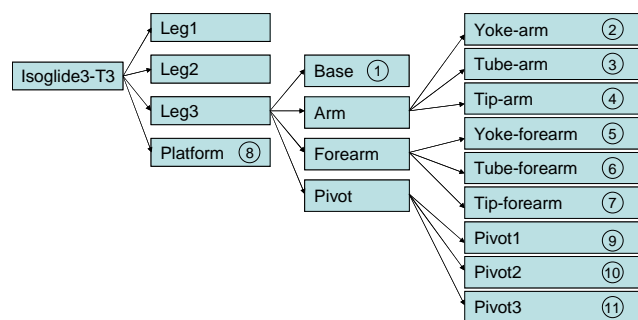 Isoglide3-T3
Leg1
Leg2
Leg3
Platform 8
Base 1
Arm
Forearm
Pivot
Yoke-arm 2
Tube-arm 3
Tip-arm 4
Yoke-forearm 5
Tube-forearm 6
Tip-forearm 7
Pivot1 9
Pivot2 10
Pivot3 11